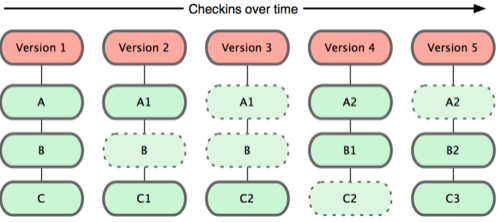 Checkins over time
Version 1 Version 2 Version 3 Version 4 Version 5
A A1 A1 A2 A2
B B B B1 B2
C C1 C2 C2 C3